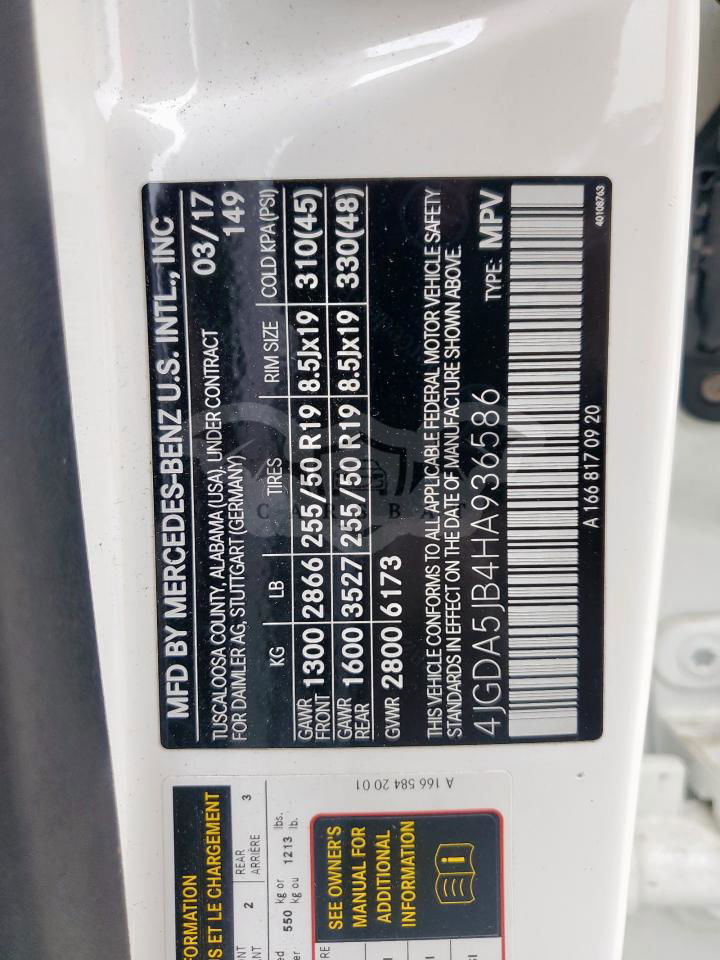 MFD BY MERCEDES-BENZ U.S. INTL., INC
TUSCALOOSA COUNTY, ALABAMA (USA), UNDER CONTRACT 03/17
FOR DAIMLER AG, STUTTGART (GERMANY) 149
KG LB TIRES RIM SIZE COLD KPA (PSI)
GAWR FRONT 1300 2866 255/50 R19 8.5Jx19 310(45)
GAWR REAR 1600 3527 255/50 R19 8.5Jx19 330(48)
GVWR 2800 6173
THIS VEHICLE CONFORMS TO ALL APPLICABLE FEDERAL MOTOR VEHICLE SAFETY
STANDARDS IN EFFECT ON THE DATE OF MANUFACTURE SHOWN ABOVE.
4JGDA5JB4HA936586 TYPE: MPV
A 166 817 09 20 40108763
CARSBAT
A 166 584 20 01
ET LE CHARGEMENT
2 REAR 3
ARRIÈRE
550 kg or 1213 lbs.
kg ou lb.
SEE OWNER'S
MANUAL FOR
ADDITIONAL
INFORMATION
i